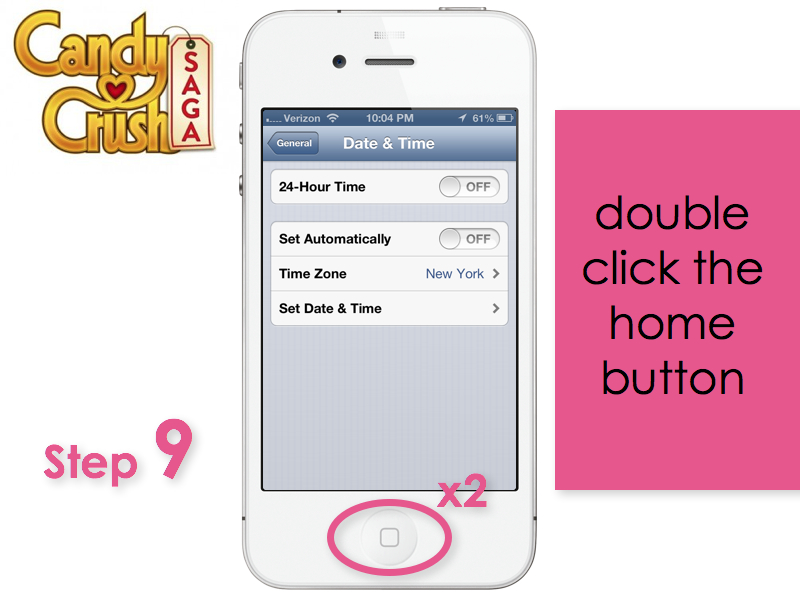 Candy
Crush
SAGA
Verizon 10:04 PM 61%
General Date & Time
24-Hour Time OFF
Set Automatically OFF
Time Zone New York
Set Date & Time
double
click the
home
button
Step 9
x2